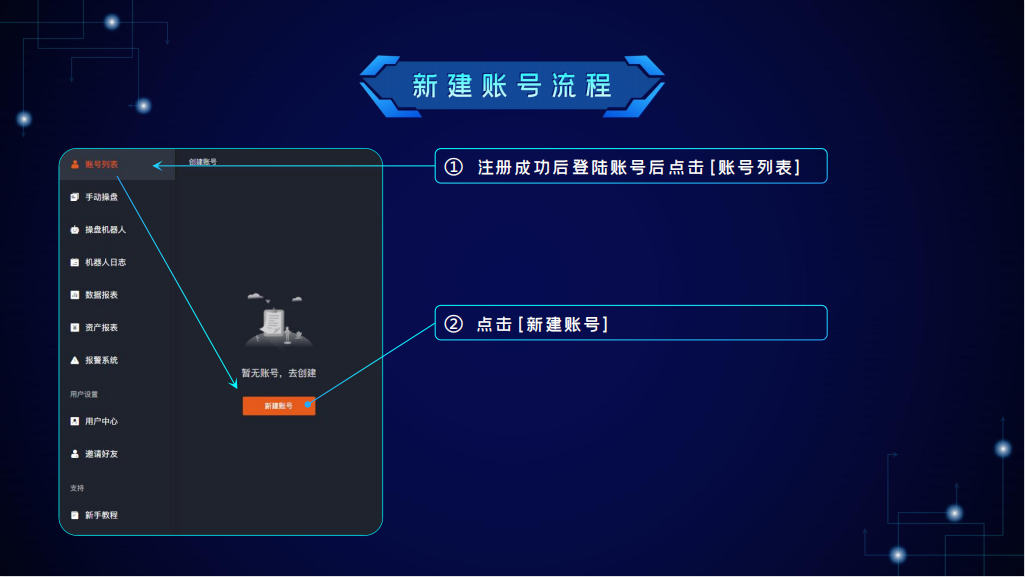 新建账号流程
账号列表
创建账号
① 注册成功后登陆账号后点击[账号列表]
手动操盘
操盘机器人
机器人日志
数据报表
资产报表
② 点击[新建账号]
报警系统
暂无账号，去创建
用户设置
新建账号
用户中心
邀请好友
支持
新手教程